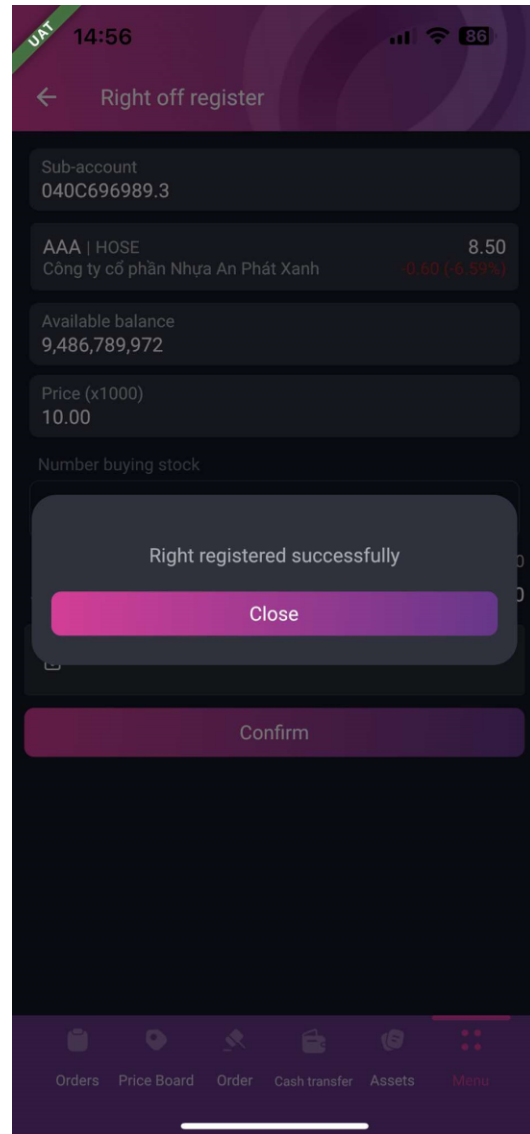 UAT
14:56
86
Right off register
Sub-account
040C696989.3
AAA | HOSE
8.50
Công ty cổ phần Nhựa An Phát Xanh
-0.60 (-6.59%)
Available balance
9,486,789,972
Price (x1000)
10.00
Number buying stock
Right registered successfully
0
Close
0
Confirm
Orders
Price Board
Order
Cash transfer
Assets
Menu